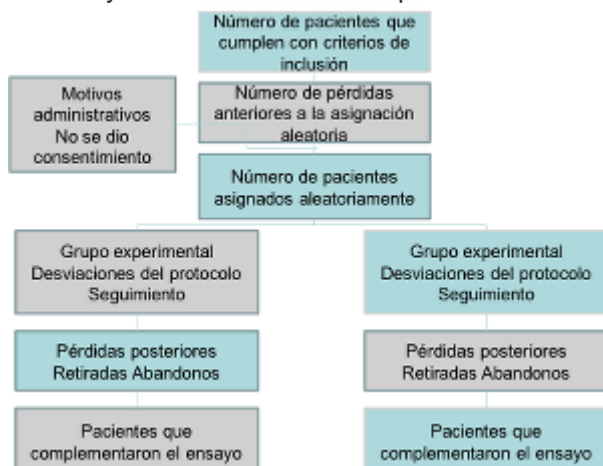 Número de pacientes que
cumplen con criterios de
inclusión
Motivos
administrativos
No se dio
consentimiento
Número de pérdidas
anteriores a la asignación
aleatoria
Número de pacientes
asignados aleatoriamente
Grupo experimental
Desviaciones del protocolo
Seguimiento
Grupo experimental
Desviaciones del protocolo
Seguimiento
Pérdidas posteriores
Retiradas Abandonos
Pérdidas posteriores
Retiradas Abandonos
Pacientes que
complementaron el ensayo
Pacientes que
complementaron el ensayo